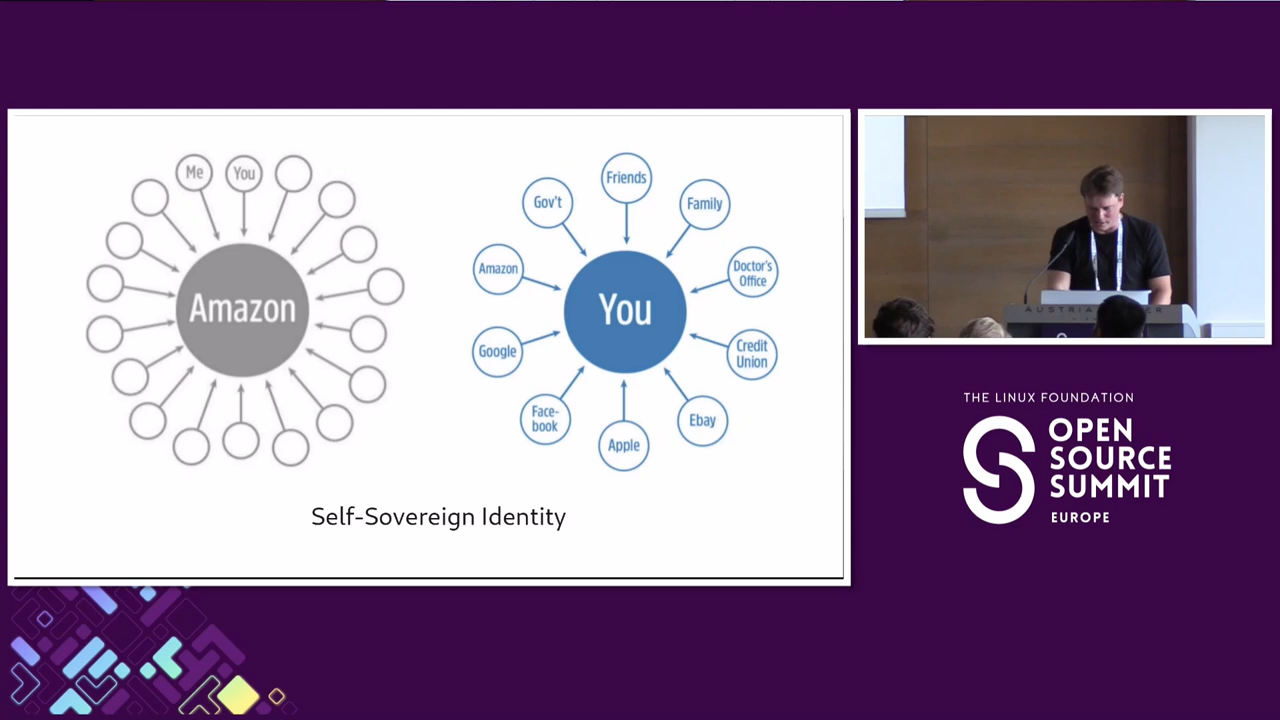 Me
You
Amazon
Friends
Gov't
Family
Amazon
Doctor's
Office
You
Google
Credit
Union
Face-
book
Ebay
Apple
Self-Sovereign Identity
THE LINUX FOUNDATION
OPEN
SOURCE
SUMMIT
EUROPE